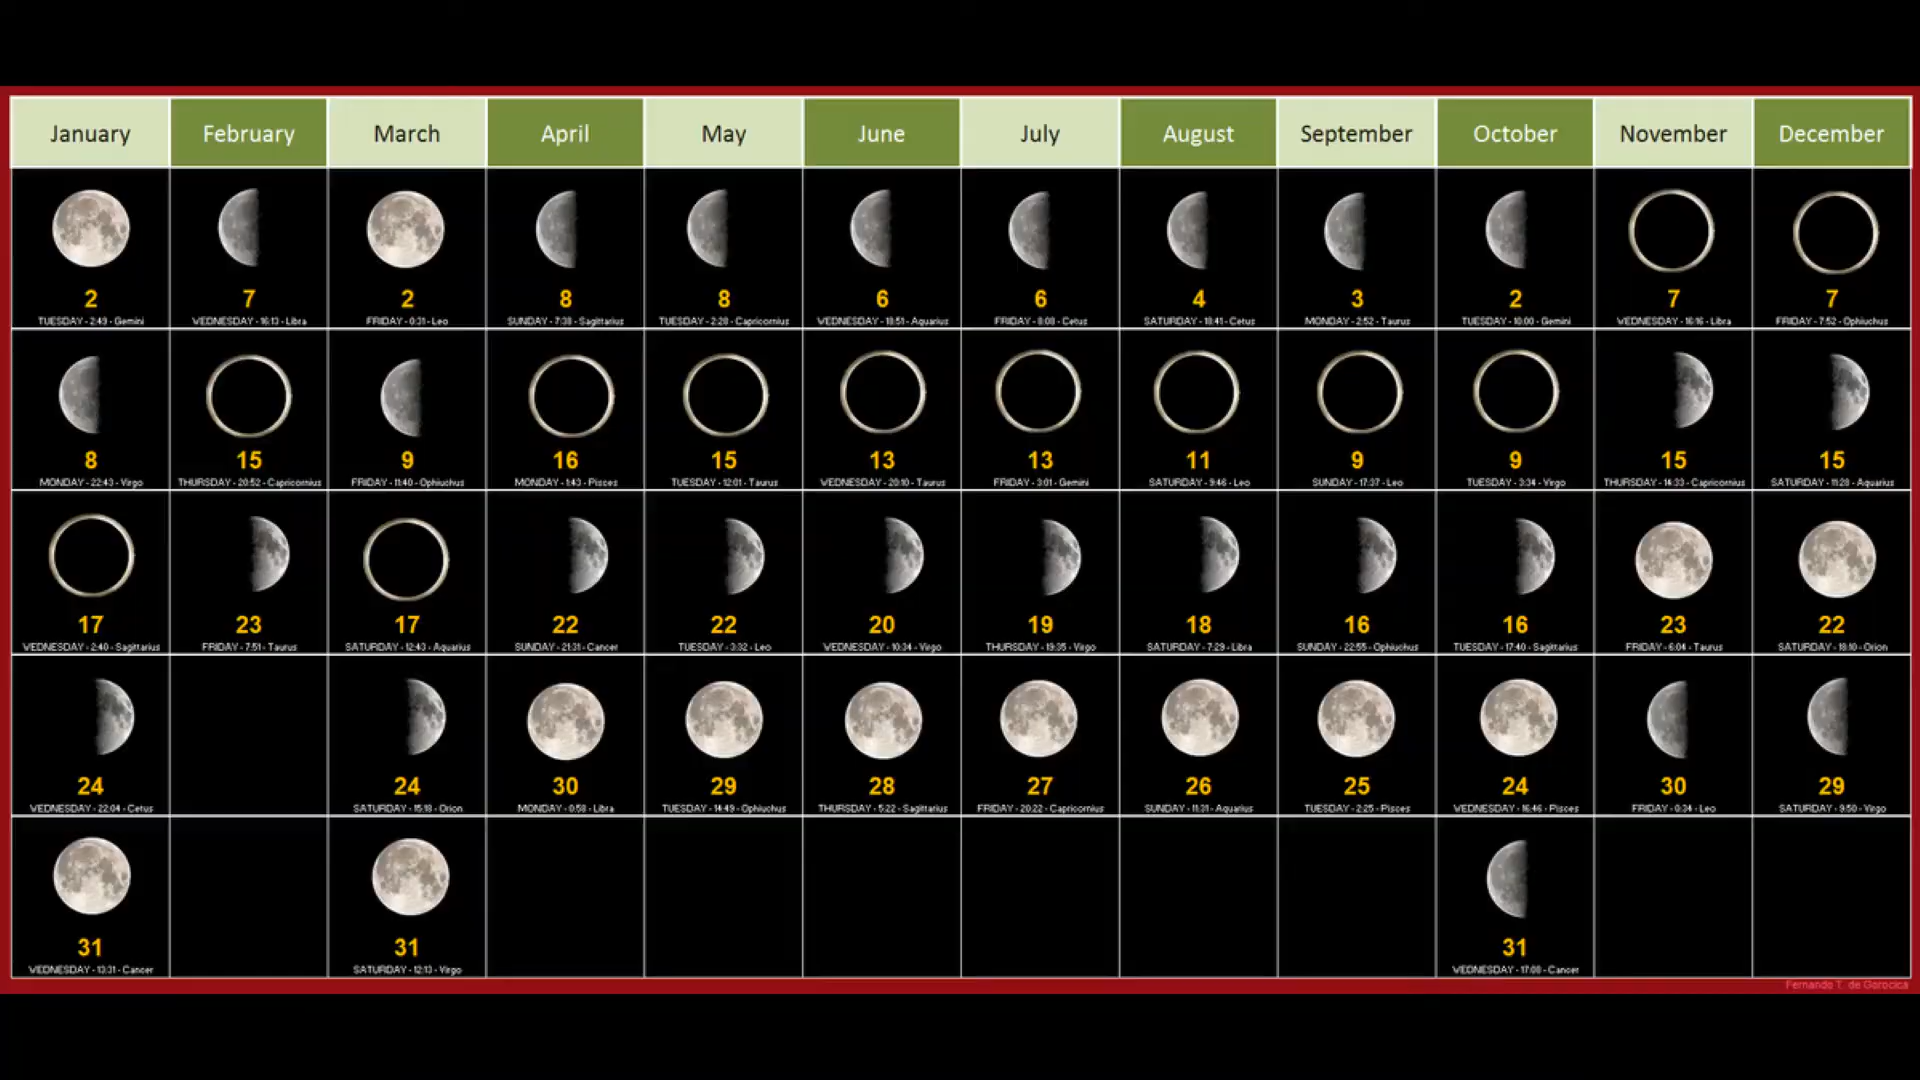 January February March April May June July August September October November December
2 7 2 8 8 6 6 4 3 2 7 7
TUESDAY - 2:49 - Gemini WEDNESDAY - 16:13 - Libra FRIDAY - 0:31 - Leo SUNDAY - 7:38 - Sagittarius TUESDAY - 2:28 - Capricornius WEDNESDAY - 18:51 - Aquarius FRIDAY - 8:08 - Cetus SATURDAY - 18:41 - Cetus MONDAY - 2:52 - Taurus TUESDAY - 10:00 - Gemini WEDNESDAY - 16:16 - Libra FRIDAY - 7:52 - Ophiuchus
8 15 9 16 15 13 13 11 9 9 15 15
MONDAY - 22:43 - Virgo THURSDAY - 20:52 - Capricornius FRIDAY - 11:40 - Ophiuchus MONDAY - 1:43 - Pisces TUESDAY - 12:01 - Taurus WEDNESDAY - 20:10 - Taurus FRIDAY - 3:01 - Gemini SATURDAY - 9:46 - Leo SUNDAY - 17:37 - Leo TUESDAY - 3:34 - Virgo THURSDAY - 14:33 - Capricornius SATURDAY - 11:28 - Aquarius
17 23 17 22 22 20 19 18 16 16 23 22
WEDNESDAY - 2:40 - Sagittarius FRIDAY - 7:51 - Taurus SATURDAY - 12:43 - Aquarius SUNDAY - 21:31 - Cancer TUESDAY - 3:32 - Leo WEDNESDAY - 10:34 - Virgo THURSDAY - 19:35 - Virgo SATURDAY - 7:29 - Libra SUNDAY - 22:55 - Ophiuchus TUESDAY - 17:40 - Sagittarius FRIDAY - 6:04 - Taurus SATURDAY - 18:10 - Orion
24 24 30 29 28 27 26 25 24 30 29
WEDNESDAY - 22:04 - Cetus SATURDAY - 15:18 - Orion MONDAY - 0:58 - Libra TUESDAY - 14:49 - Ophiuchus THURSDAY - 5:22 - Sagittarius FRIDAY - 20:22 - Capricornius SUNDAY - 11:31 - Aquarius TUESDAY - 2:25 - Pisces WEDNESDAY - 16:46 - Pisces FRIDAY - 0:34 - Leo SATURDAY - 9:50 - Virgo
31 31 31
WEDNESDAY - 13:31 - Cancer SATURDAY - 12:13 - Virgo WEDNESDAY - 17:08 - Cancer
Fernando T. de Gorocica